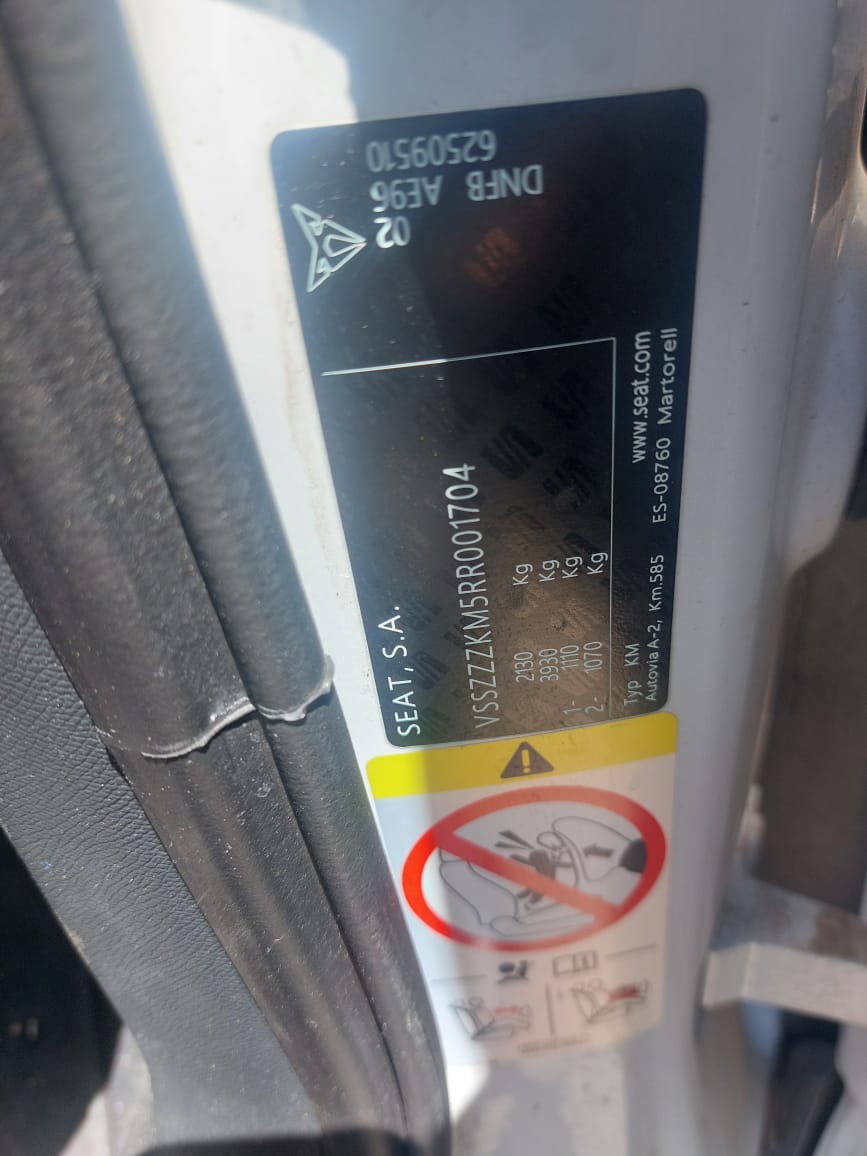 SEAT, S.A.
VSSZZZKM5RR001704
2130 Kg
3930 Kg
1- 1110 Kg
2- 1070 Kg
Typ KM www.seat.com
Autovia A-2, Km.585 ES-08760 Martorell
02 AE96 62509510
DNFB